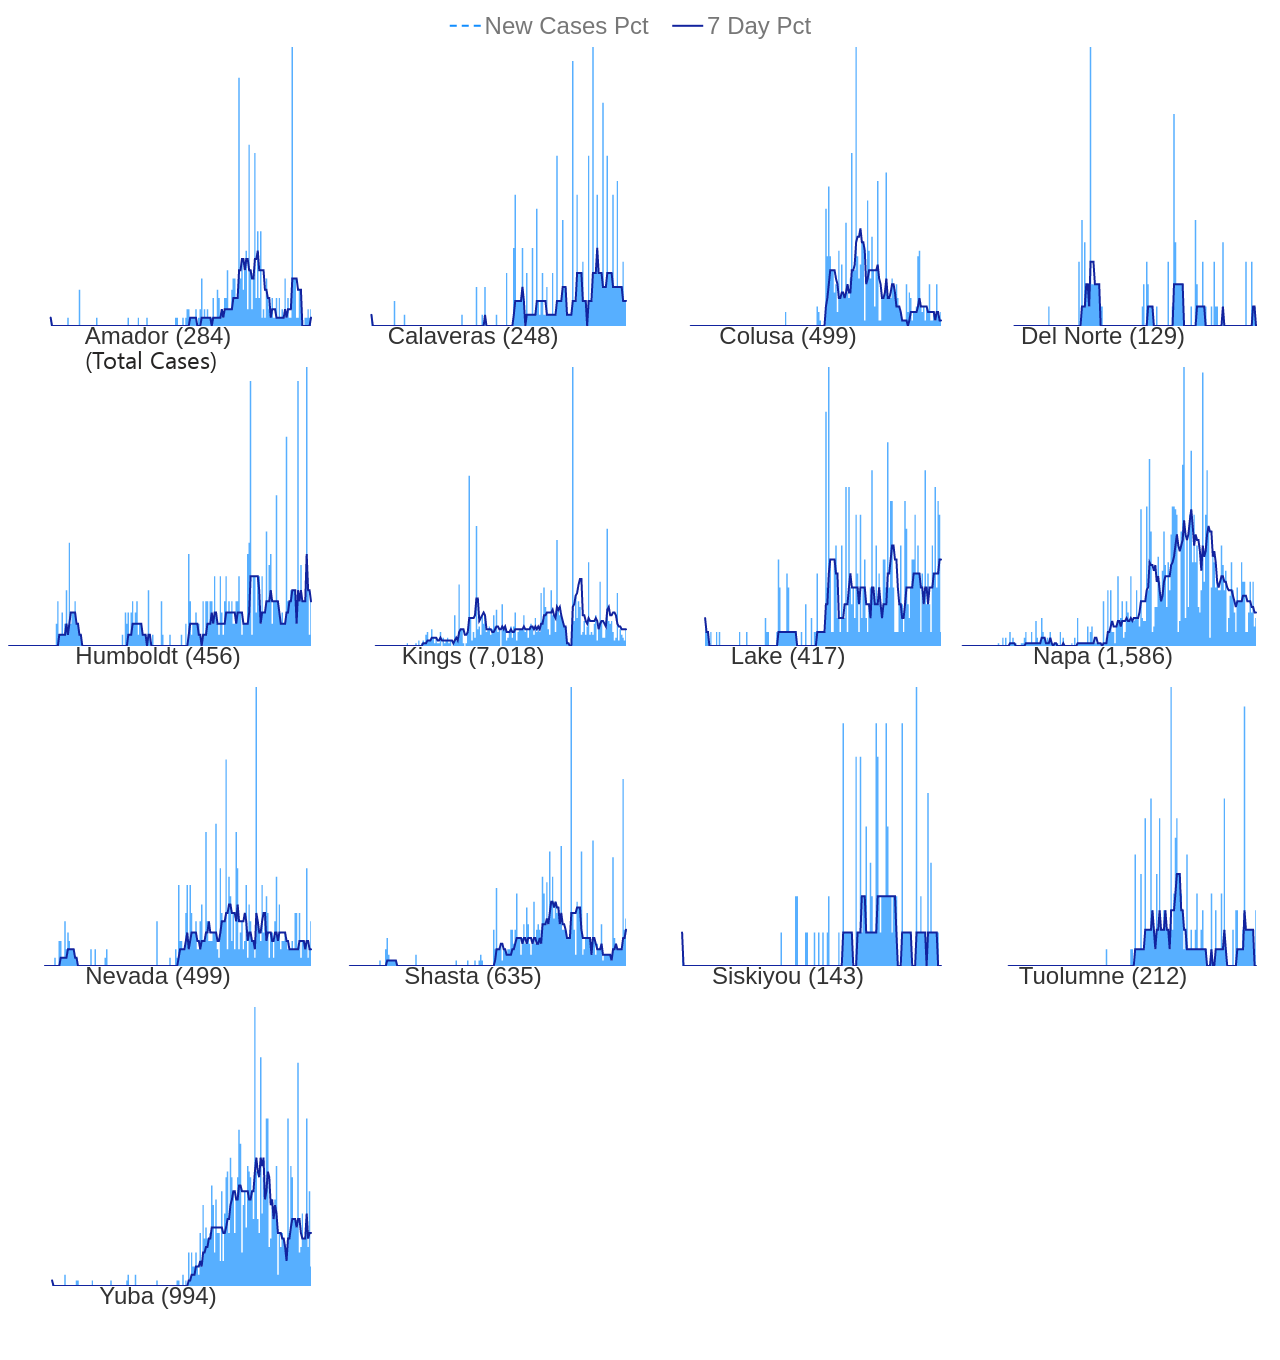 New Cases Pct 7 Day Pct
Amador (284) Calaveras (248) Colusa (499) Del Norte (129)
(Total Cases)
Humboldt (456) Kings (7,018) Lake (417) Napa (1,586)
Nevada (499) Shasta (635) Siskiyou (143) Tuolumne (212)
Yuba (994)